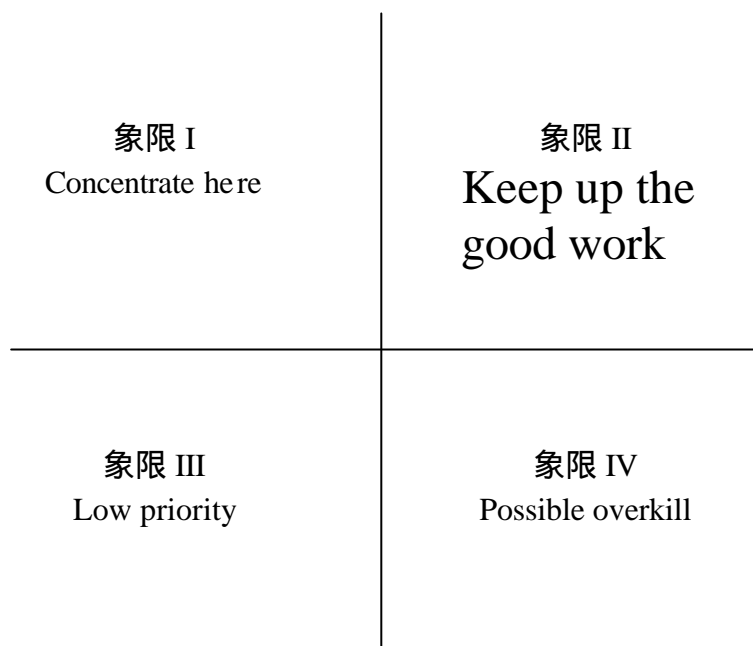 象限 I
Concentrate here
象限 II
Keep up the
good work
象限 III
Low priority
象限 IV
Possible overkill